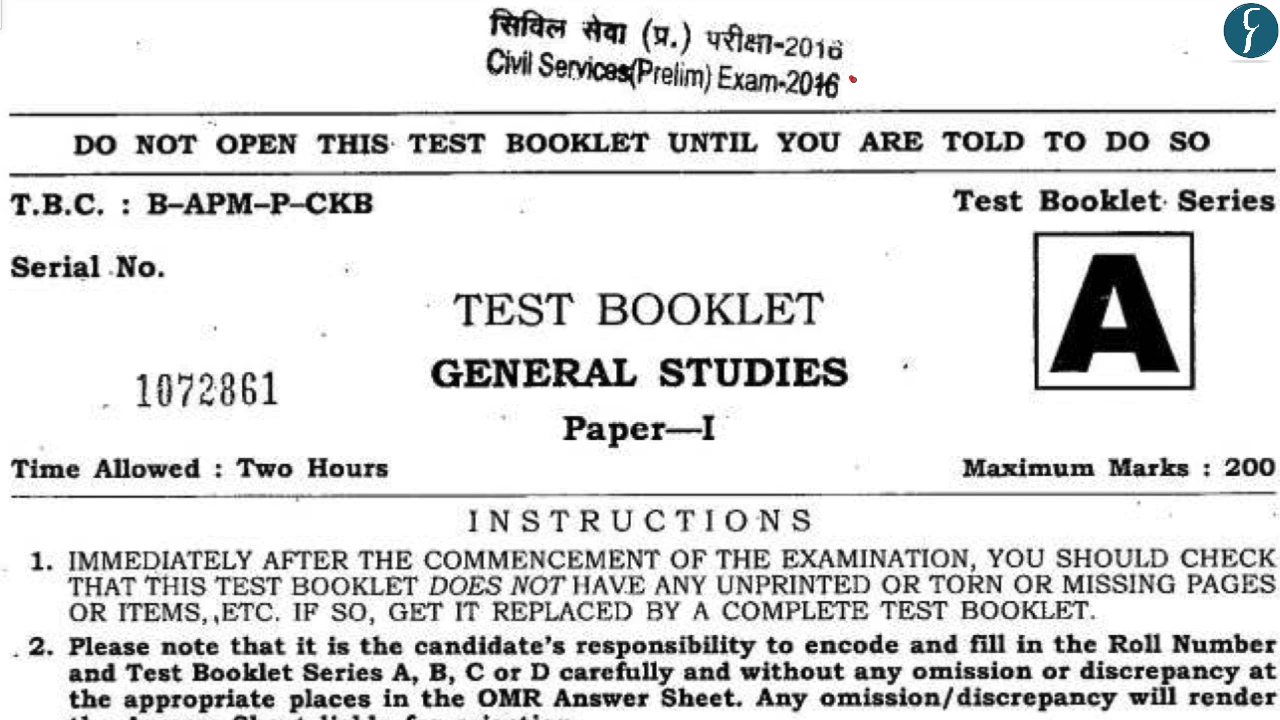 सिविल सेवा (प्र.) परीक्षा-2016
Civil Services(Prelim) Exam-2016
DO NOT OPEN THIS TEST BOOKLET UNTIL YOU ARE TOLD TO DO SO
T.B.C. : B–APM–P–CKB
Test Booklet Series
Serial No.
A
TEST BOOKLET
1072861
GENERAL STUDIES
Paper—I
Time Allowed : Two Hours
Maximum Marks : 200
INSTRUCTIONS
1. IMMEDIATELY AFTER THE COMMENCEMENT OF THE EXAMINATION, YOU SHOULD CHECK
THAT THIS TEST BOOKLET DOES NOT HAVE ANY UNPRINTED OR TORN OR MISSING PAGES
OR ITEMS, ETC. IF SO, GET IT REPLACED BY A COMPLETE TEST BOOKLET.
2. Please note that it is the candidate's responsibility to encode and fill in the Roll Number
and Test Booklet Series A, B, C or D carefully and without any omission or discrepancy at
the appropriate places in the OMR Answer Sheet. Any omission/discrepancy will render